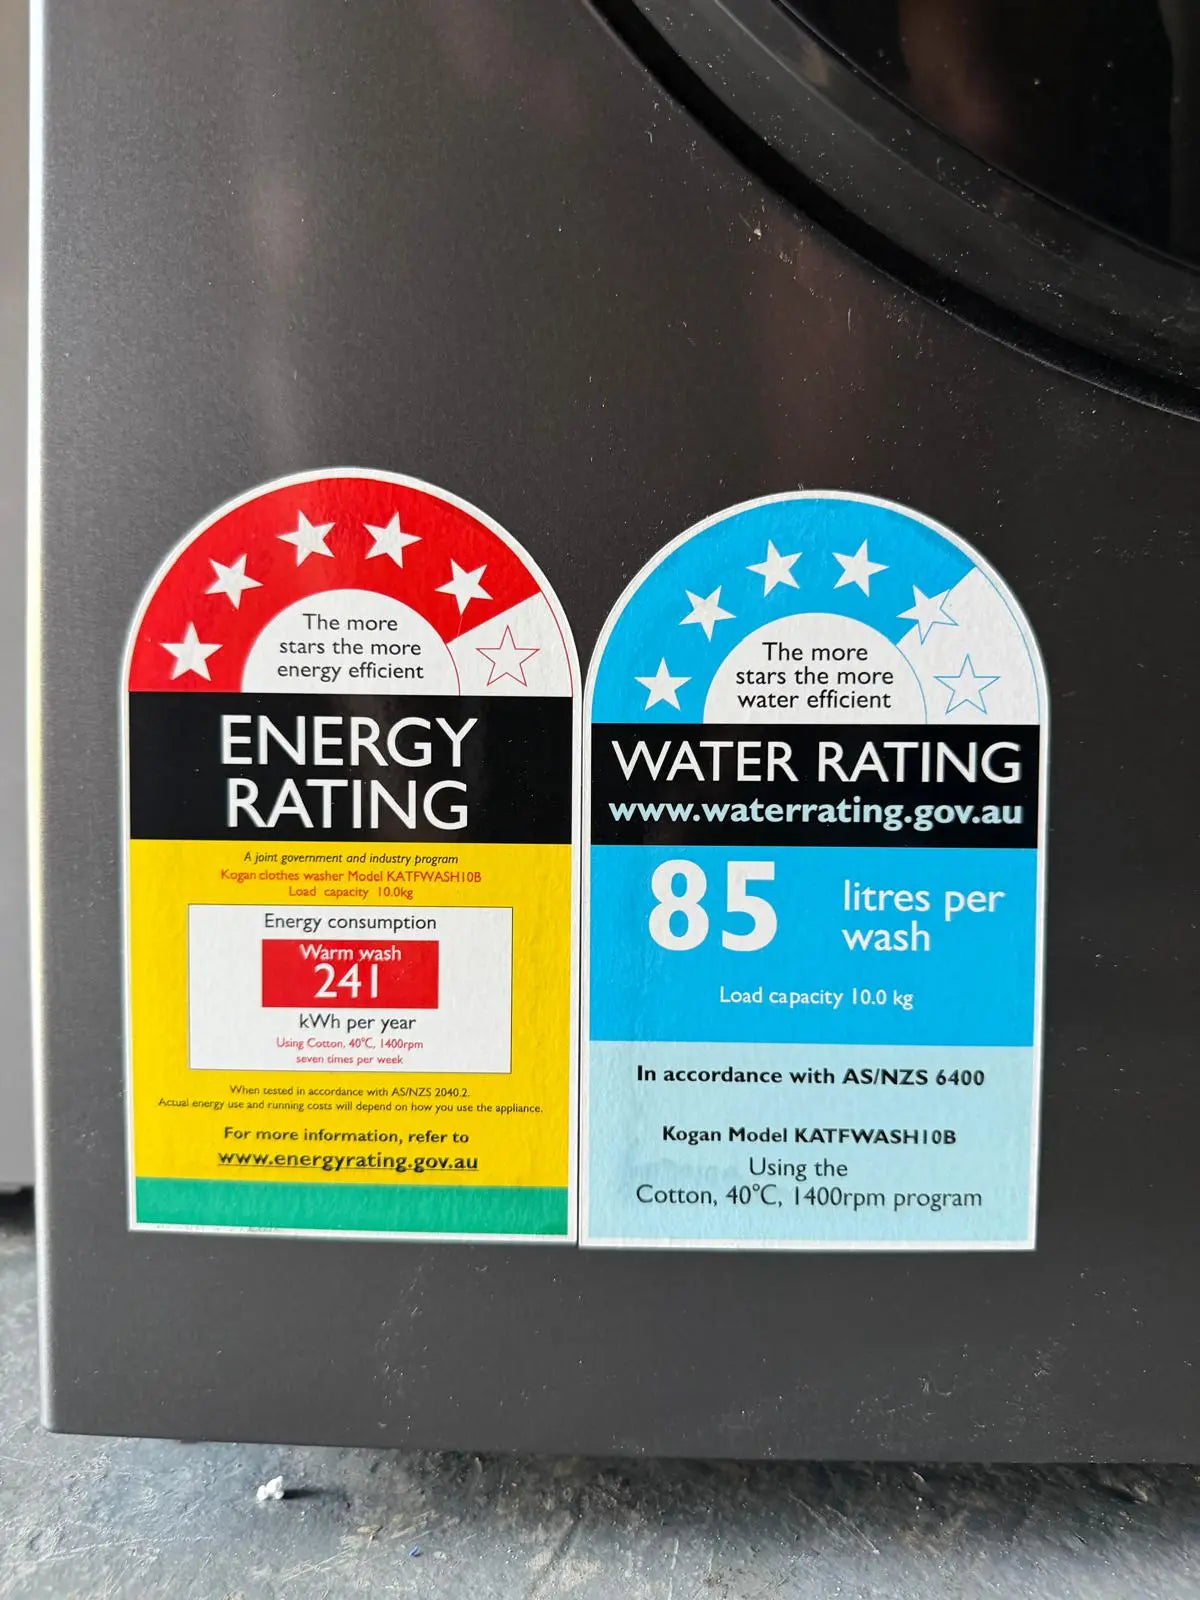 The more
stars the more
energy efficient
ENERGY
RATING
A joint government and industry program
Kogan clothes washer Model KATFWASH10B
Load capacity 10.0kg
Energy consumption
Warm wash
241
kWh per year
Using Cotton, 40°C, 1400rpm
seven times per week
When tested in accordance with AS/NZS 2040.2.
Actual energy use and running costs will depend on how you use the appliance.
For more information, refer to
www.energyrating.gov.au
The more
stars the more
water efficient
WATER RATING
www.waterrating.gov.au
85 litres per
wash
Load capacity 10.0 kg
In accordance with AS/NZS 6400
Kogan Model KATFWASH10B
Using the
Cotton, 40°C, 1400rpm program